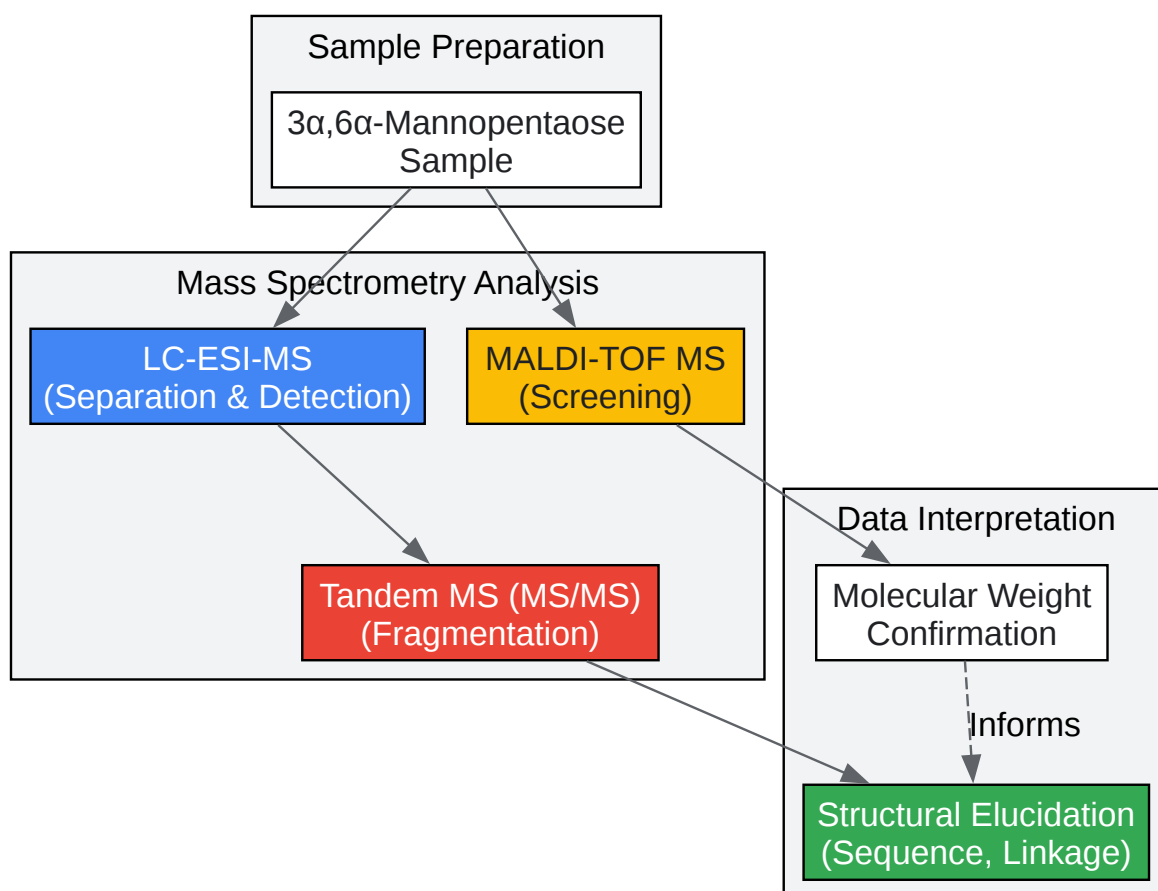 Sample Preparation
3α,6α-Mannopentaose
Sample
Mass Spectrometry Analysis
LC-ESI-MS
(Separation & Detection)
MALDI-TOF MS
(Screening)
Tandem MS (MS/MS)
(Fragmentation)
Data Interpretation
Molecular Weight
Confirmation
Informs
Structural Elucidation
(Sequence, Linkage)